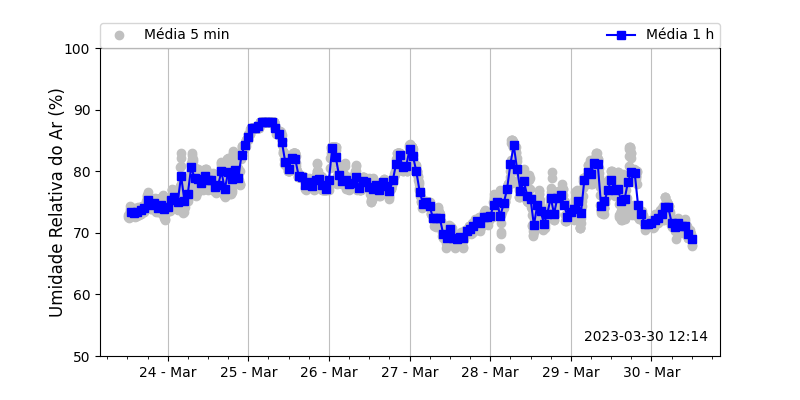 Média 5 min
Média 1 h
Umidade Relativa do Ar (%)
100
90
80
70
60
50
2023-03-30 12:14
24 - Mar
25 - Mar
26 - Mar
27 - Mar
28 - Mar
29 - Mar
30 - Mar